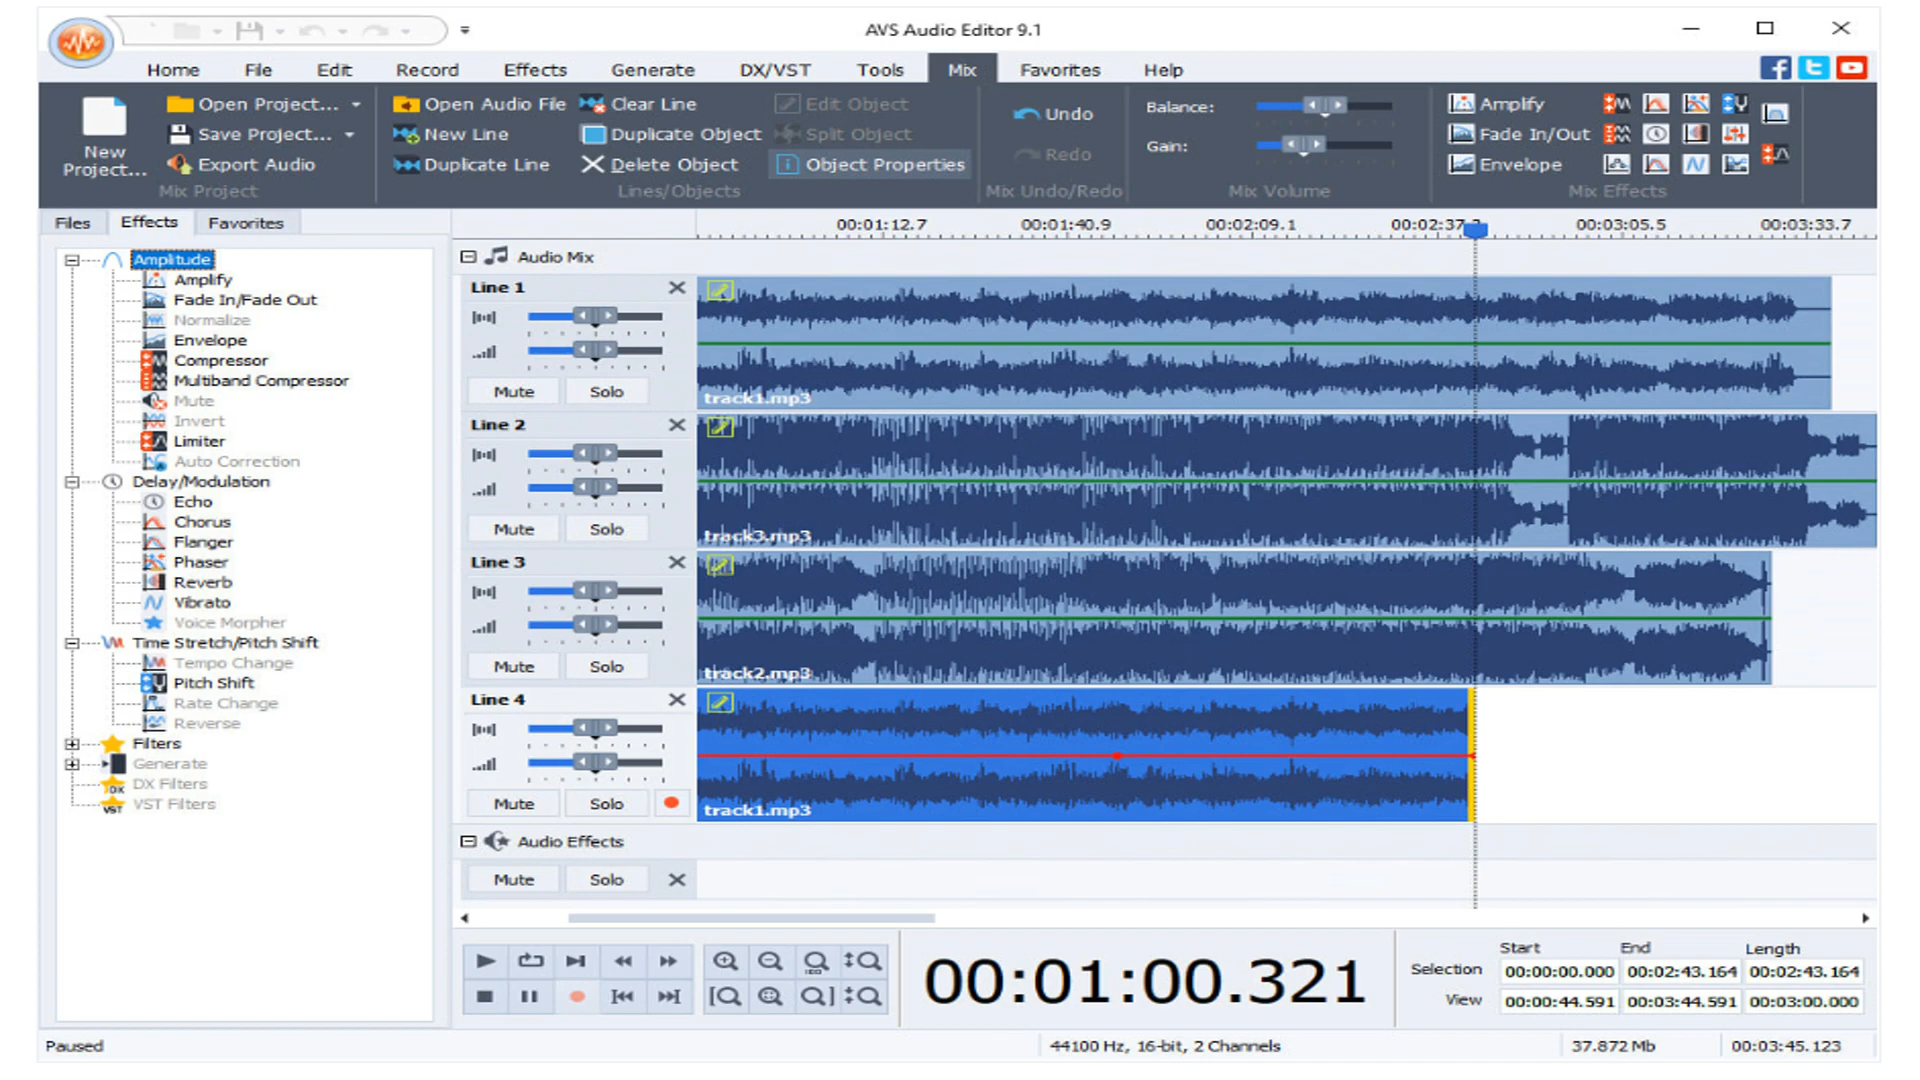 AVS Audio Editor 9.1
Home File Edit Record Effects Generate DX/VST Tools Mix Favorites Help
New Project...
Open Project...
Save Project...
Export Audio
Mix Project
Open Audio File
New Line
Duplicate Line
Clear Line
Duplicate Object
Delete Object
Edit Object
Split Object
Object Properties
Lines/Objects
Undo
Redo
Mix Undo/Redo
Balance:
Gain:
Mix Volume
Amplify
Fade In/Out
Envelope
Mix Effects
Files Effects Favorites
Amplitude
Amplify
Fade In/Fade Out
Normalize
Envelope
Compressor
Multiband Compressor
Mute
Invert
Limiter
Auto Correction
Delay/Modulation
Echo
Chorus
Flanger
Phaser
Reverb
Vibrato
Voice Morpher
Time Stretch/Pitch Shift
Tempo Change
Pitch Shift
Rate Change
Reverse
Filters
Generate
DX Filters
VST Filters
00:01:12.7 00:01:40.9 00:02:09.1 00:02:37 00:03:05.5 00:03:33.7
Audio Mix
Line 1
Mute Solo
track1.mp3
Line 2
Mute Solo
track3.mp3
Line 3
Mute Solo
track2.mp3
Line 4
Mute Solo
track1.mp3
Audio Effects
Mute Solo
00:01:00.321
Start End Length
Selection 00:00:00.000 00:02:43.164 00:02:43.164
View 00:00:44.591 00:03:44.591 00:03:00.000
Paused
44100 Hz, 16-bit, 2 Channels
37.872 Mb
00:03:45.123